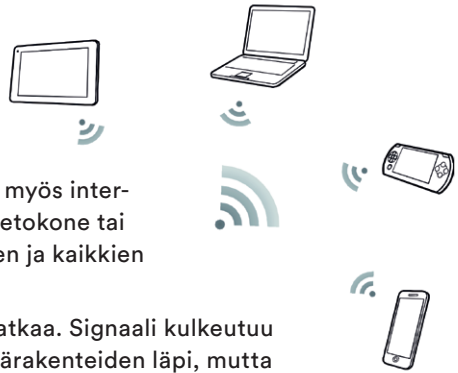 myös inter-
etokone tai
en ja kaikkien
atkaa. Signaali kulkeutuu
ärakenteiden läpi, mutta